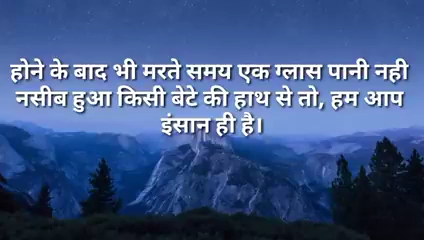 होने के बाद भी मरते समय एक ग्लास पानी नही
नसीब हुआ किसी बेटे की हाथ से तो, हम आप
इंसान ही है।